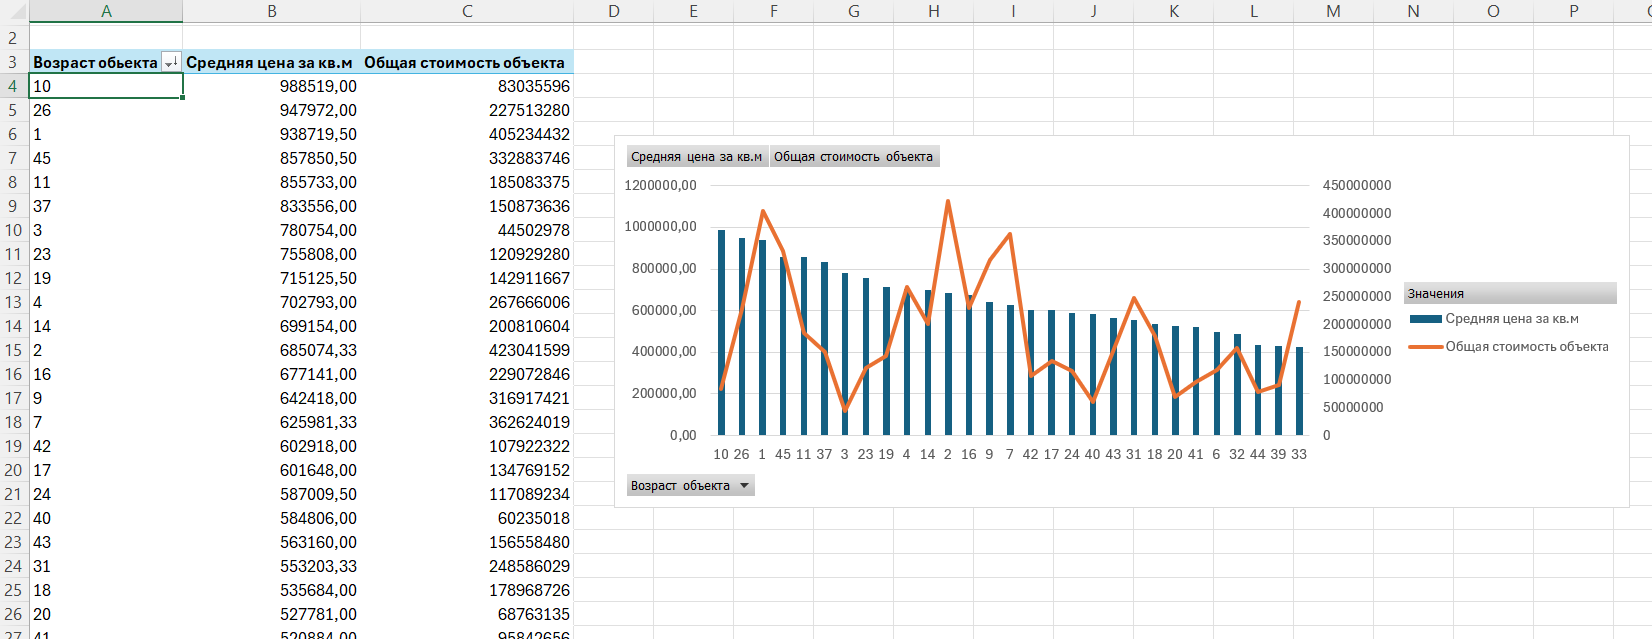 A B C D E F G H I J K L M N O P
2
3 Возраст обьекта Средняя цена за кв.м Общая стоимость объекта
4 10 988519,00 83035596
5 26 947972,00 227513280
6 1 938719,50 405234432
7 45 857850,50 332883746
8 11 855733,00 185083375
9 37 833556,00 150873636
10 3 780754,00 44502978
11 23 755808,00 120929280
12 19 715125,50 142911667
13 4 702793,00 267666006
14 14 699154,00 200810604
15 2 685074,33 423041599
16 16 677141,00 229072846
17 9 642418,00 316917421
18 7 625981,33 362624019
19 42 602918,00 107922322
20 17 601648,00 134769152
21 24 587009,50 117089234
22 40 584806,00 60235018
23 43 563160,00 156558480
24 31 553203,33 248586029
25 18 535684,00 178968726
26 20 527781,00 68763135
27 41 520884,00 95842656
Средняя цена за кв.м Общая стоимость объекта
1200000,00
1000000,00
800000,00
600000,00
400000,00
200000,00
0,00
450000000
400000000
350000000
300000000
250000000
200000000
150000000
100000000
50000000
0
10 26 1 45 11 37 3 23 19 4 14 2 16 9 7 42 17 24 40 43 31 18 20 41 6 32 44 39 33
Возраст объекта
Значения
Средняя цена за кв.м
Общая стоимость объекта